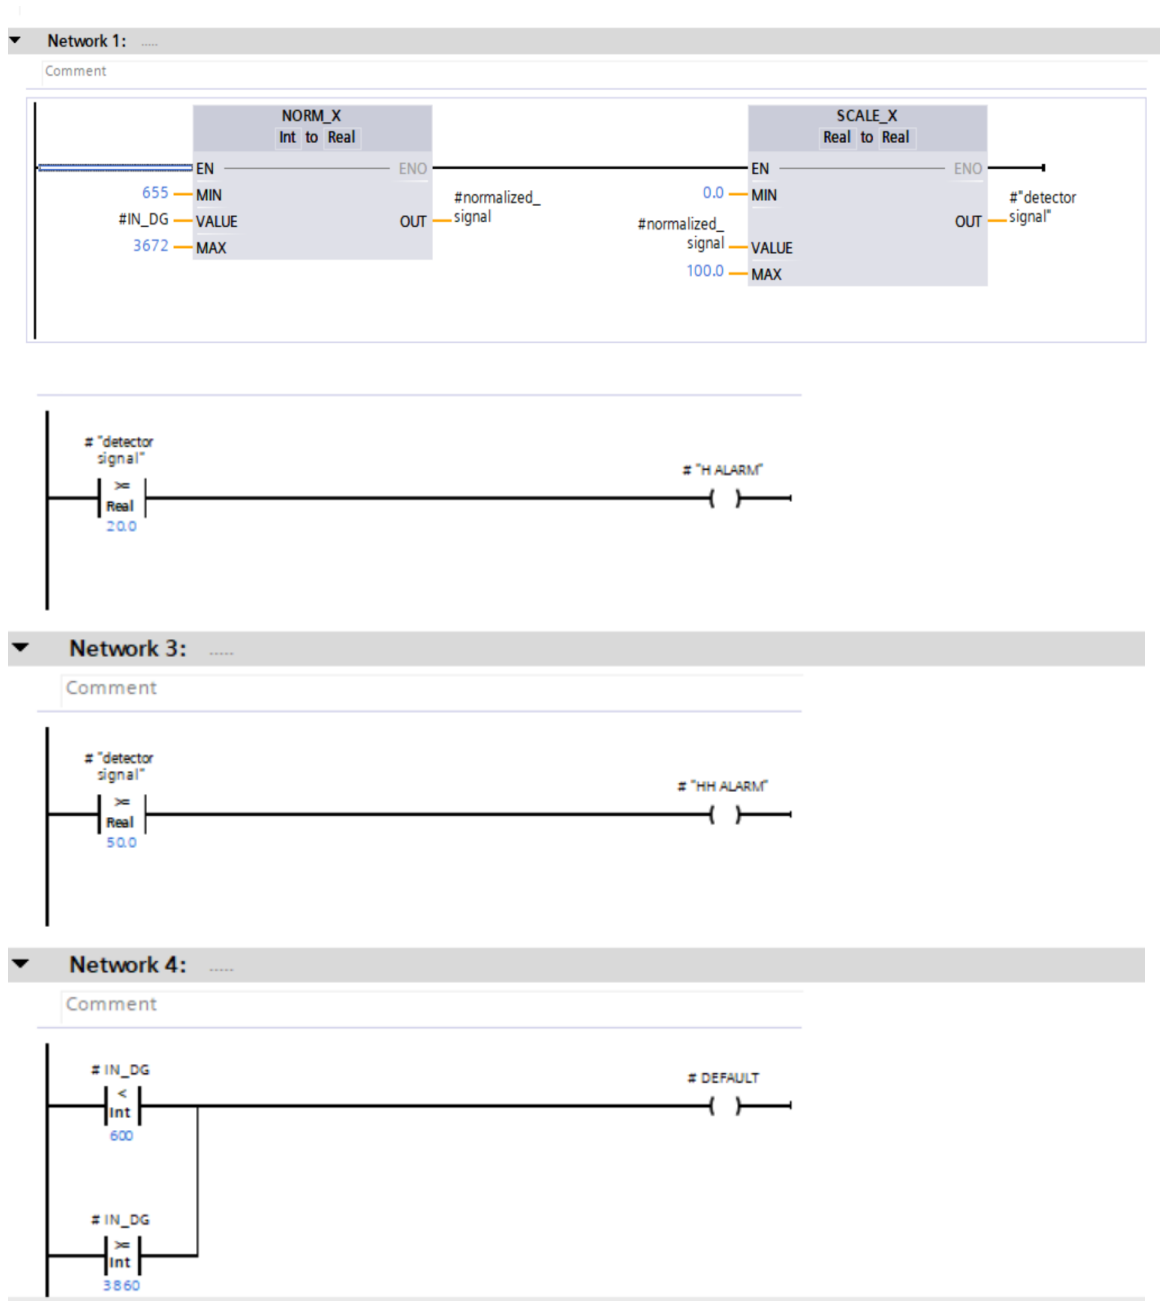 Network 1: .....
Comment
NORM_X
Int to Real
EN ENO
655 MIN
#IN_DG VALUE
3672 MAX
OUT
#normalized_
signal
SCALE_X
Real to Real
EN ENO
0.0 MIN
#normalized_
signal VALUE
100.0 MAX
OUT
#"detector
signal"
# "detector
signal"
>=
Real
20.0
# "H ALARM"
Network 3: .....
Comment
# "detector
signal"
>=
Real
50.0
# "HH ALARM"
Network 4: .....
Comment
# IN_DG
<
Int
600
# DEFAULT
# IN_DG
>=
Int
3860